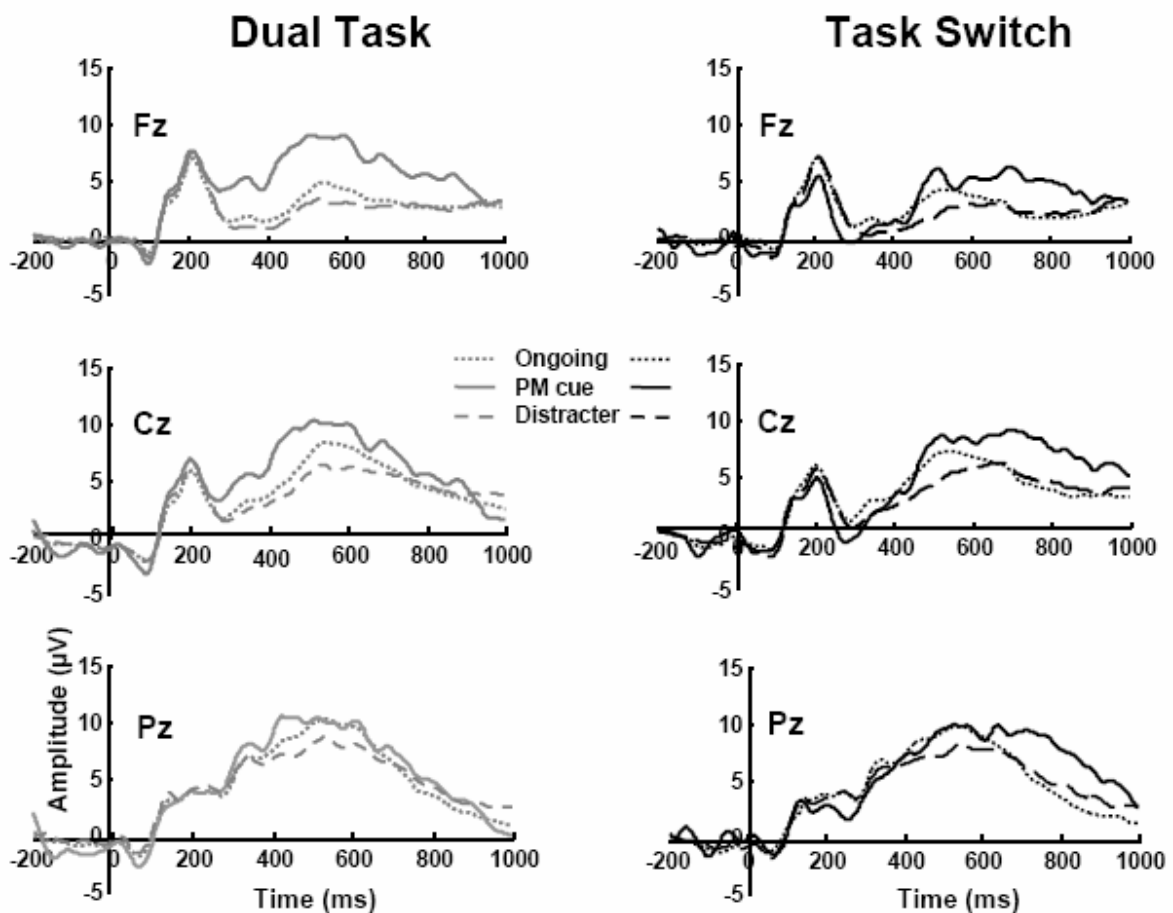 Dual Task Task Switch
15 15
10 Fz 10 Fz
5 5
0 0
-200 0 200 400 600 800 1000 -200 0 200 400 600 800 1000
-5 -5
15 Ongoing 15
10 Cz PM cue 10 Cz
Distracter
5 5
0 0
-200 0 200 400 600 800 1000 -200 0 200 400 600 800 1000
-5 -5
Amplitude (µV)
15 15
10 Pz 10 Pz
5 5
0 0
-200 0 200 400 600 800 1000 -200 0 200 400 600 800 1000
-5 Time (ms) -5 Time (ms)